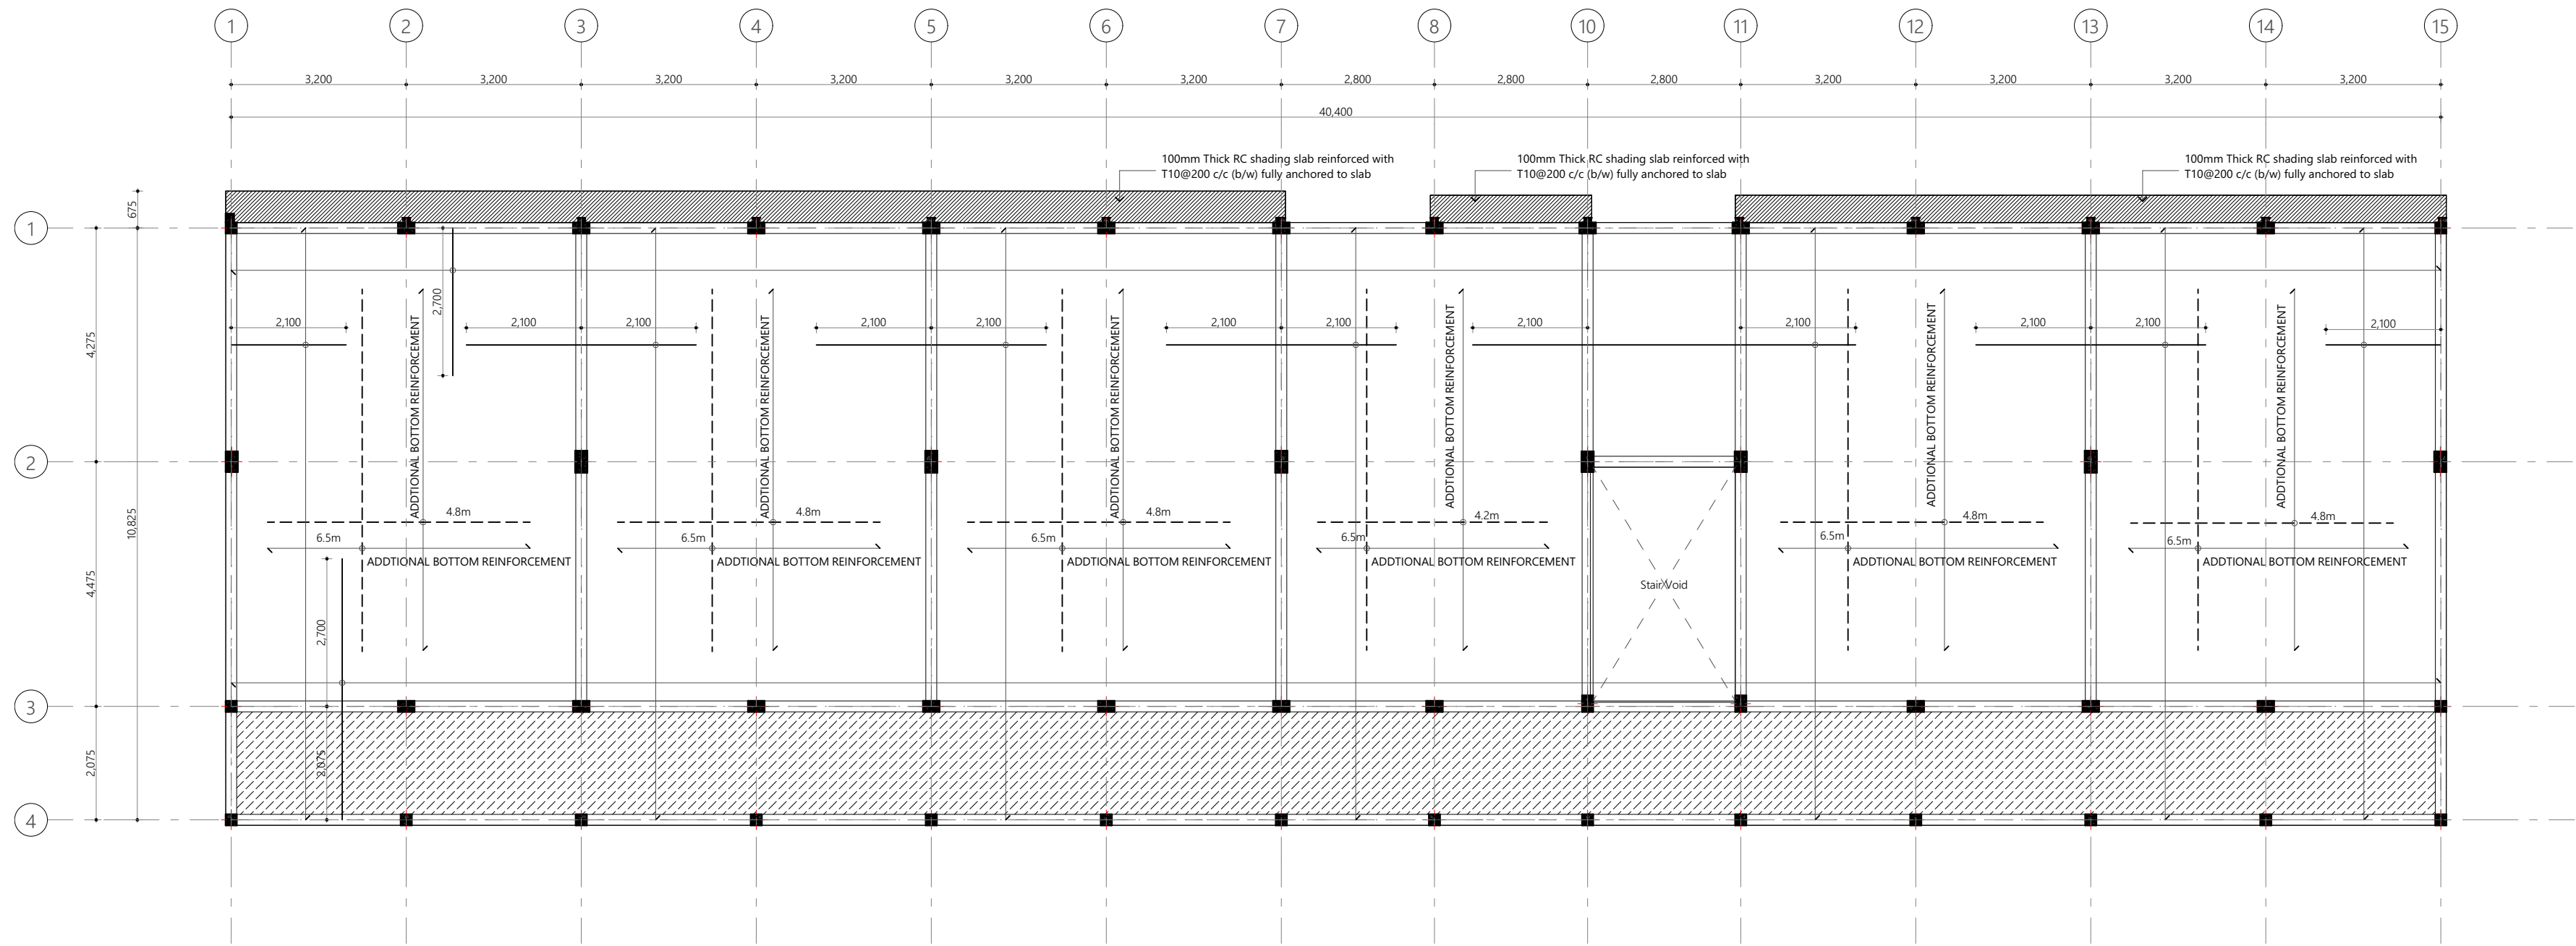 1 2 3 4 5 6 7 8 10 11 12 13 14 15
3,200 3,200 3,200 3,200 3,200 3,200 2,800 2,800 2,800 3,200 3,200 3,200 3,200
40,400
100mm Thick RC shading slab reinforced with
T10@200 c/c (b/w) fully anchored to slab
100mm Thick RC shading slab reinforced with
T10@200 c/c (b/w) fully anchored to slab
100mm Thick RC shading slab reinforced with
T10@200 c/c (b/w) fully anchored to slab
675
1
2,700
4,275
2,100 2,100 2,100 2,100 2,100 2,100 2,100 2,100 2,100 2,100 2,100 2,100
ADDTIONAL BOTTOM REINFORCEMENT
ADDTIONAL BOTTOM REINFORCEMENT
ADDTIONAL BOTTOM REINFORCEMENT
ADDTIONAL BOTTOM REINFORCEMENT
ADDTIONAL BOTTOM REINFORCEMENT
ADDTIONAL BOTTOM REINFORCEMENT
2
10,825
4.8m 4.8m 4.8m 4.2m 4.8m 4.8m
6.5m 6.5m 6.5m 6.5m 6.5m 6.5m
ADDTIONAL BOTTOM REINFORCEMENT
ADDTIONAL BOTTOM REINFORCEMENT
ADDTIONAL BOTTOM REINFORCEMENT
ADDTIONAL BOTTOM REINFORCEMENT
ADDTIONAL BOTTOM REINFORCEMENT
ADDTIONAL BOTTOM REINFORCEMENT
4,475
Stair Void
2,700
3
2,075
2,075
4